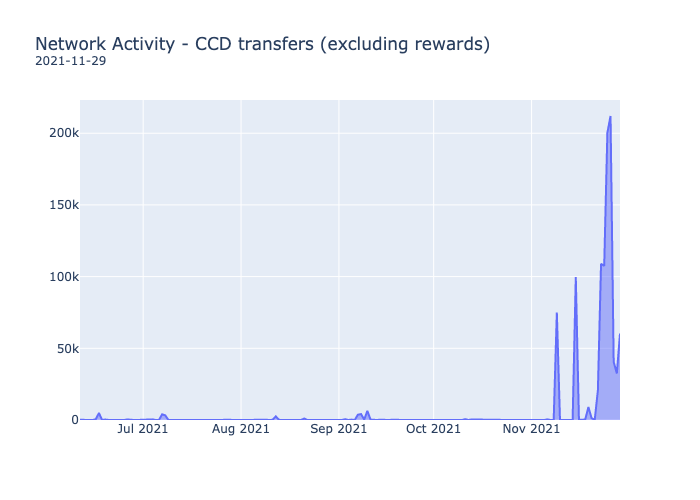 Network Activity - CCD transfers (excluding rewards)
2021-11-29
200k
150k
100k
50k
0
Jul 2021 Aug 2021 Sep 2021 Oct 2021 Nov 2021